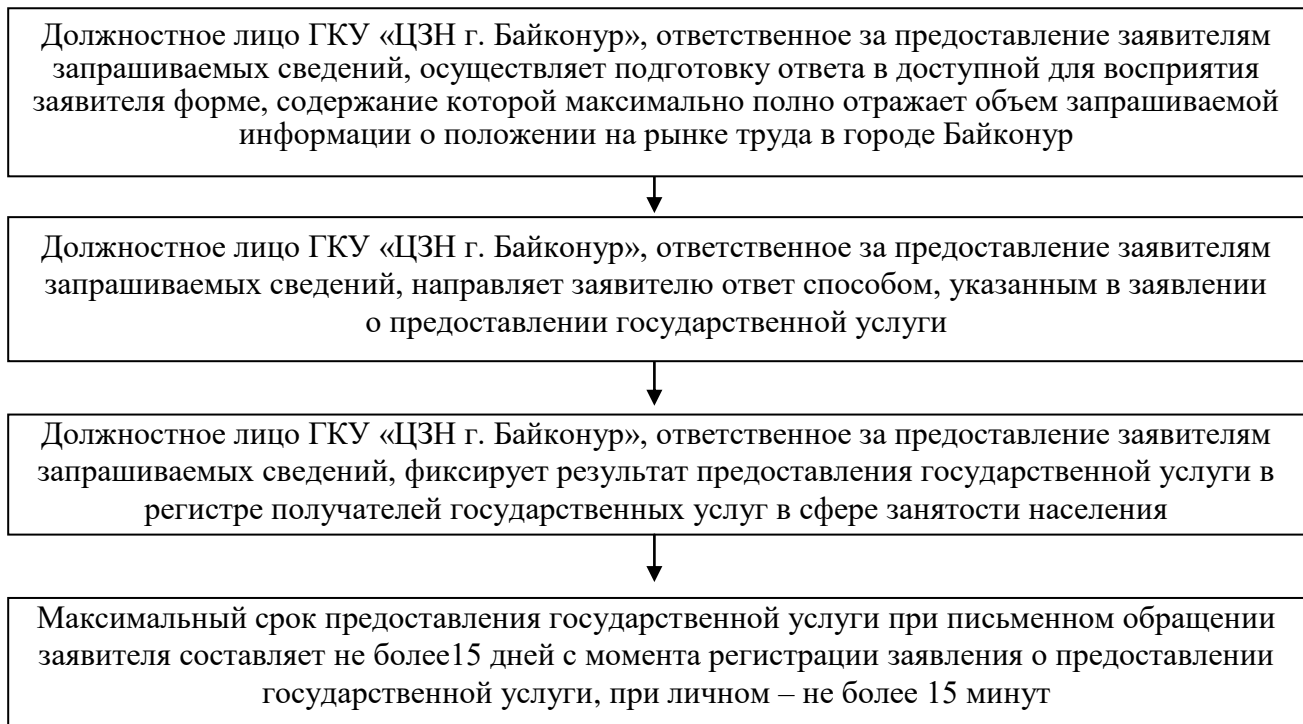 Должностное лицо ГКУ «ЦЗН г. Байконур», ответственное за предоставление заявителям
запрашиваемых сведений, осуществляет подготовку ответа в доступной для восприятия
заявителя форме, содержание которой максимально полно отражает объем запрашиваемой
информации о положении на рынке труда в городе Байконур
Должностное лицо ГКУ «ЦЗН г. Байконур», ответственное за предоставление заявителям
запрашиваемых сведений, направляет заявителю ответ способом, указанным в заявлении
о предоставлении государственной услуги
Должностное лицо ГКУ «ЦЗН г. Байконур», ответственное за предоставление заявителям
запрашиваемых сведений, фиксирует результат предоставления государственной услуги в
регистре получателей государственных услуг в сфере занятости населения
Максимальный срок предоставления государственной услуги при письменном обращении
заявителя составляет не более15 дней с момента регистрации заявления о предоставлении
государственной услуги, при личном – не более 15 минут